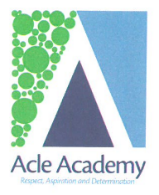 Acle Academy
Respect, Aspiration and Determination